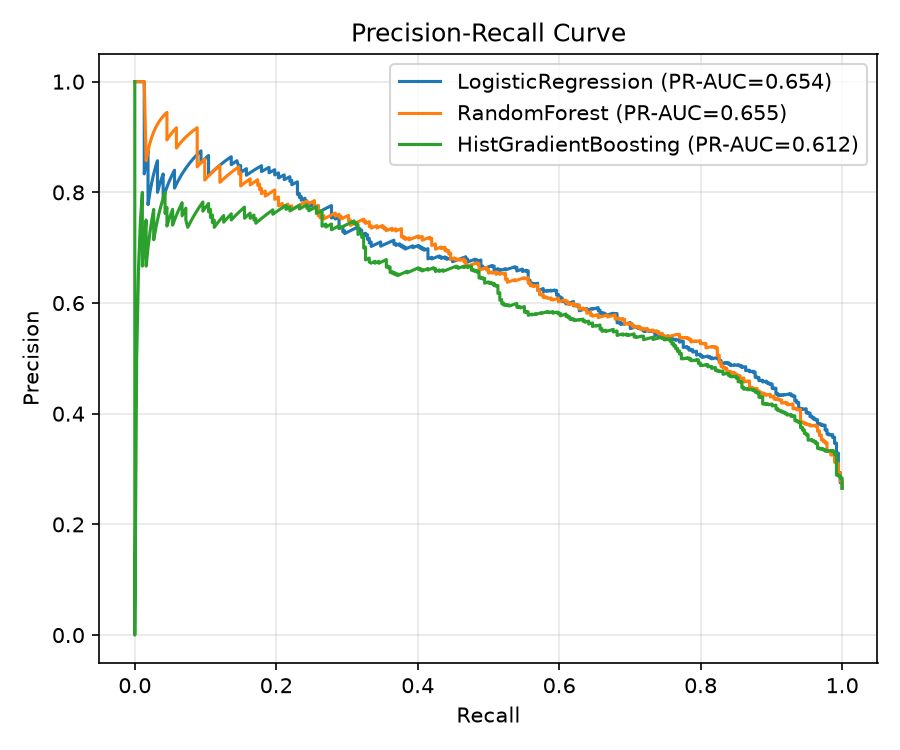 Precision-Recall Curve
LogisticRegression (PR-AUC=0.654)
RandomForest (PR-AUC=0.655)
HistGradientBoosting (PR-AUC=0.612)
Precision
1.0
0.8
0.6
0.4
0.2
0.0
0.0 0.2 0.4 0.6 0.8 1.0
Recall